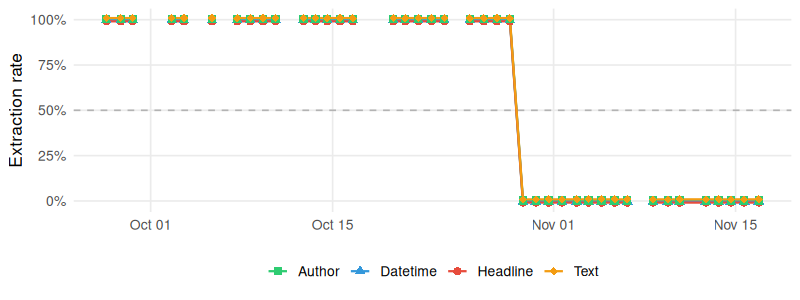 Extraction rate
100%
75%
50%
25%
0%
Oct 01 Oct 15 Nov 01 Nov 15
Author Datetime Headline Text